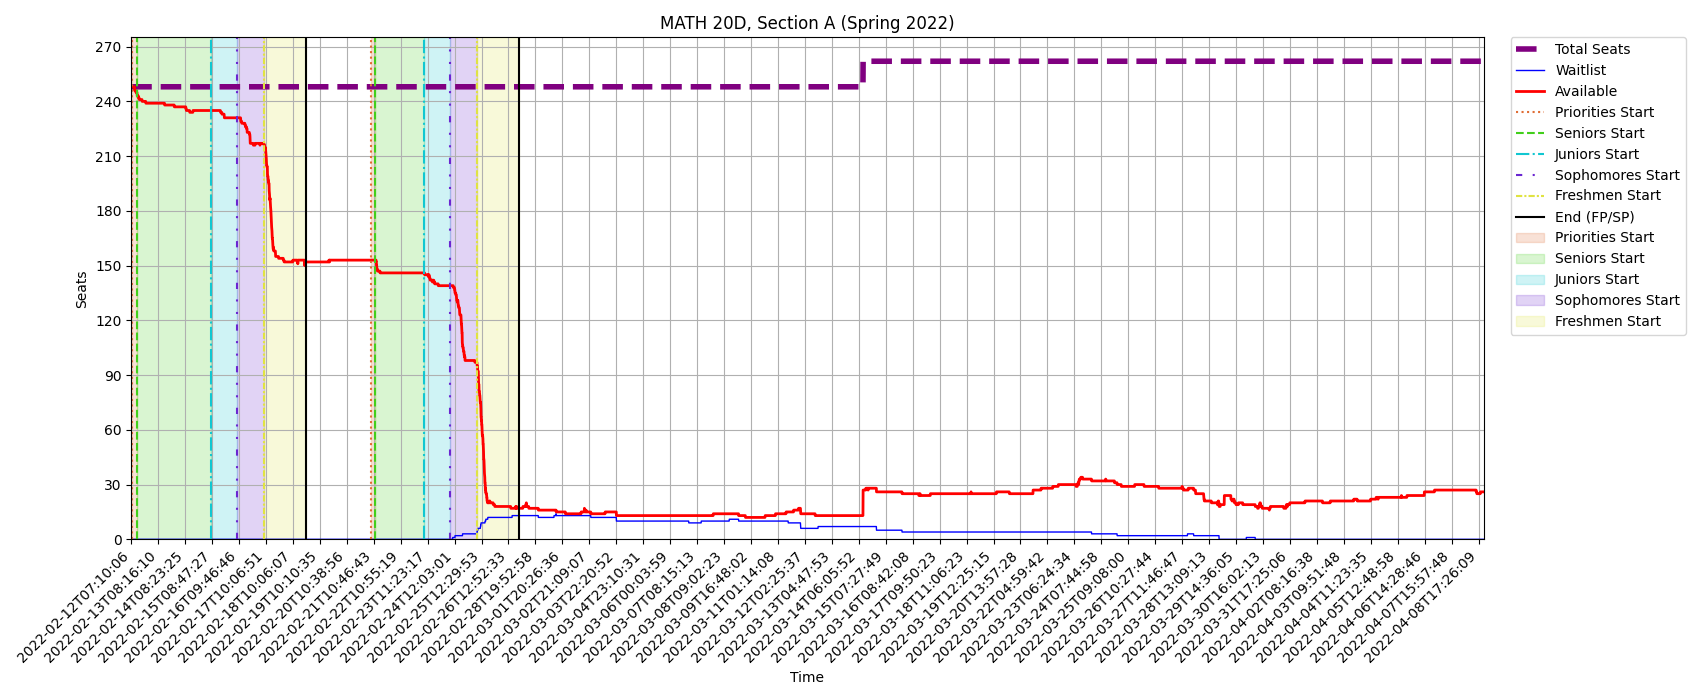 MATH 20D, Section A (Spring 2022)
270
240
210
180
150
120
90
60
30
0
Seats
2022-02-12T07:10:06
2022-02-13T08:16:10
2022-02-14T08:23:25
2022-02-15T08:47:27
2022-02-16T09:46:46
2022-02-17T10:06:51
2022-02-18T10:06:07
2022-02-19T10:10:35
2022-02-20T10:38:56
2022-02-21T10:46:43
2022-02-22T10:55:19
2022-02-23T11:23:17
2022-02-24T12:03:01
2022-02-25T12:29:53
2022-02-26T12:52:33
2022-02-28T19:52:58
2022-03-01T20:26:36
2022-03-02T21:09:07
2022-03-03T22:20:52
2022-03-04T23:10:31
2022-03-06T00:03:59
2022-03-07T08:15:13
2022-03-08T09:02:23
2022-03-09T16:48:02
2022-03-11T01:14:08
2022-03-12T02:25:37
2022-03-13T04:47:53
2022-03-14T06:05:52
2022-03-15T07:27:49
2022-03-16T08:42:08
2022-03-17T09:50:23
2022-03-18T11:06:23
2022-03-19T12:25:15
2022-03-20T13:57:28
2022-03-22T04:59:42
2022-03-23T06:24:34
2022-03-24T07:44:58
2022-03-25T09:08:00
2022-03-26T10:27:44
2022-03-27T11:46:47
2022-03-28T13:09:13
2022-03-29T14:36:05
2022-03-30T16:02:13
2022-03-31T17:25:06
2022-04-02T08:16:38
2022-04-03T09:51:48
2022-04-04T11:23:35
2022-04-05T12:48:58
2022-04-06T14:28:46
2022-04-07T15:57:48
2022-04-08T17:26:09
Time
Total Seats
Waitlist
Available
Priorities Start
Seniors Start
Juniors Start
Sophomores Start
Freshmen Start
End (FP/SP)
Priorities Start
Seniors Start
Juniors Start
Sophomores Start
Freshmen Start